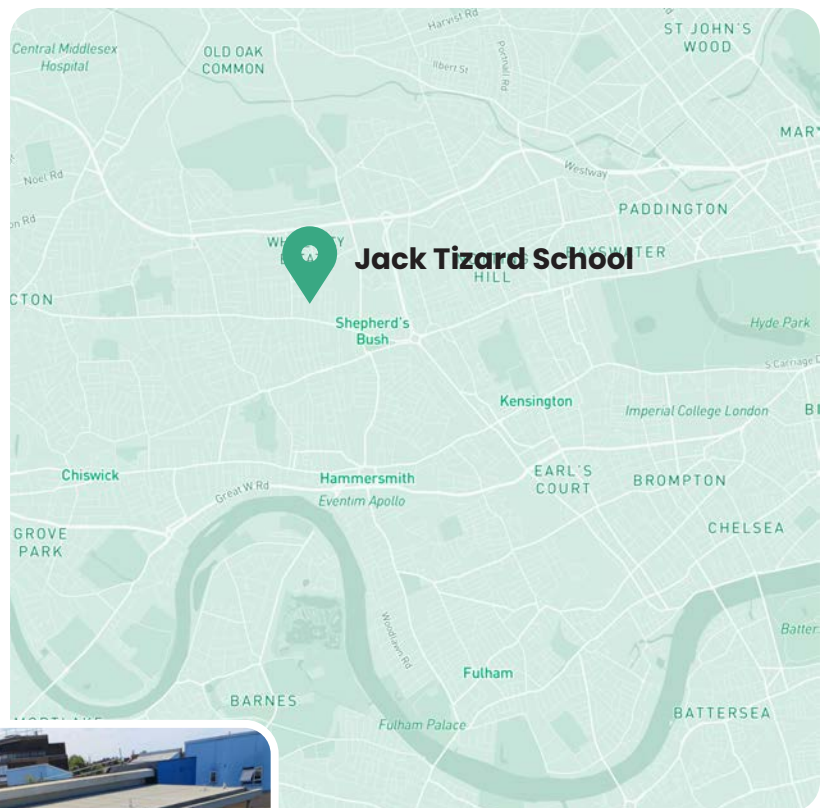 Harvist Rd
ST JOHN'S
WOOD
Central Middlesex
Hospital
OLD OAK
COMMON
Portnall Rd
Ilbert St
Noel Rd
Westway
PADDINGTON
Jack Tizard School
HILL
Shepherd's
Bush
Hyde Park
Kensington
Imperial College London
Chiswick
Hammersmith
EARL'S
COURT
BROMPTON
Great W Rd
Eventim Apollo
CHELSEA
GROVE
PARK
Woodlawn Rd
Fulham
BARNES
Fulham Palace
BATTERSEA